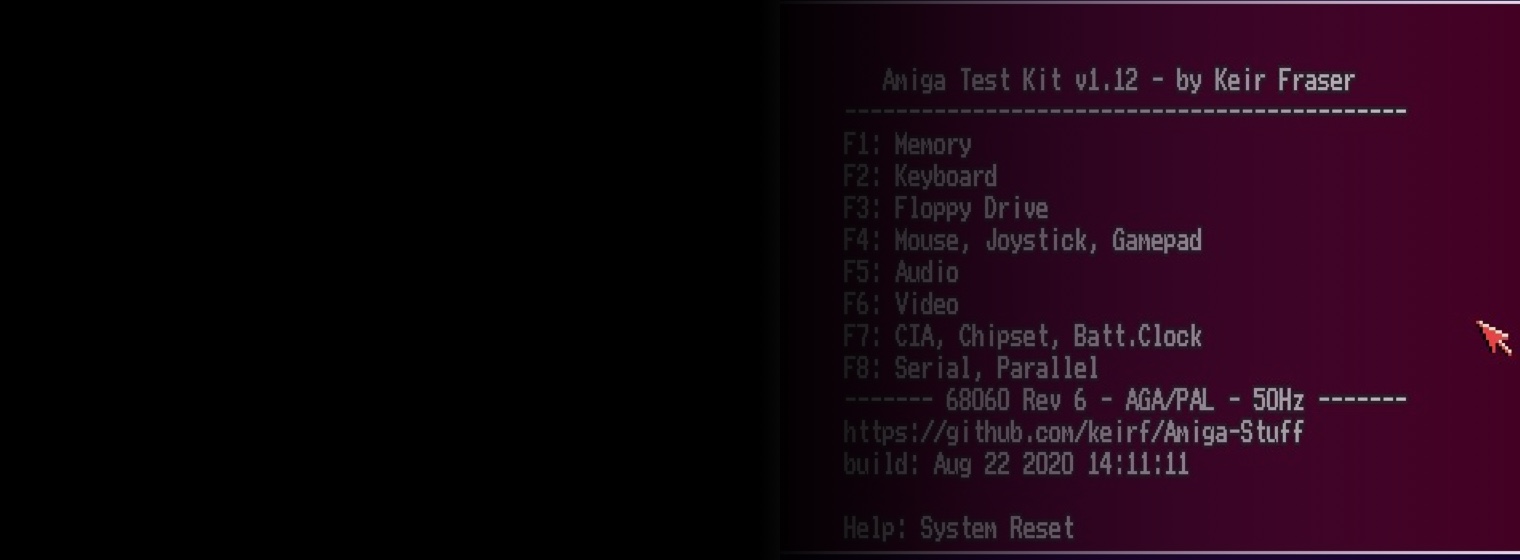 Amiga Test Kit v1.12 - by Keir Fraser
--------------------------------------------
F1: Memory
F2: Keyboard
F3: Floppy Drive
F4: Mouse, Joystick, Gamepad
F5: Audio
F6: Video
F7: CIA, Chipset, Batt.Clock
F8: Serial, Parallel
------- 68060 Rev 6 - AGA/PAL - 50Hz -------
https://github.com/keirf/Amiga-Stuff
build: Aug 22 2020 14:11:11
Help: System Reset